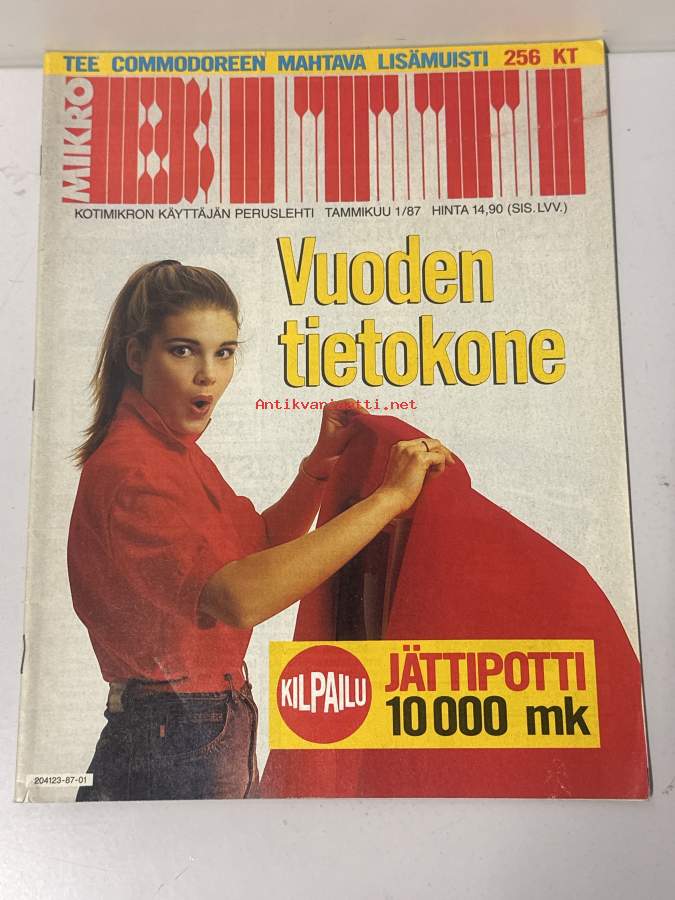 TEE COMMODOREEN MAHTAVA LISÄMUISTI 256 KT
MIKRO
BITTI
KOTIMIKRON KÄYTTÄJÄN PERUSLEHTI TAMMIKUU 1/87 HINTA 14,90 (SIS. LVV.)
Vuoden
tietokone
Antikvariaatti.net
KILPAILU
JÄTTIPOTTI
10 000 mk
204123-87-01